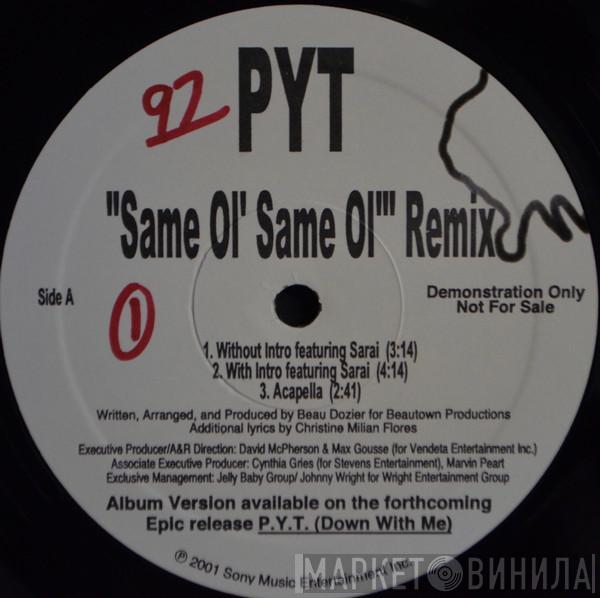 92 PYT
"Same Ol' Same Ol'" Remix
Side A
Demonstration Only
Not For Sale
1
1. Without Intro featuring Sarai (3:14)
2. With Intro featuring Sarai (4:14)
3. Acapella (2:41)
Written, Arranged, and Produced by Beau Dozier for Beautown Productions
Additional lyrics by Christine Milian Flores
Executive Producer/A&R Direction: David McPherson & Max Gousse (for Vendeta Entertainment Inc.)
Associate Executive Producer: Cynthia Gries (for Stevens Entertainment), Marvin Peart
Exclusive Management: Jelly Baby Group/ Johnny Wright for Wright Entertainment Group
Album Version available on the forthcoming
Epic release P.Y.T. (Down With Me)
℗ 2001 Sony Music Entertainment Inc.
МАРКЕТ ВИНИЛА